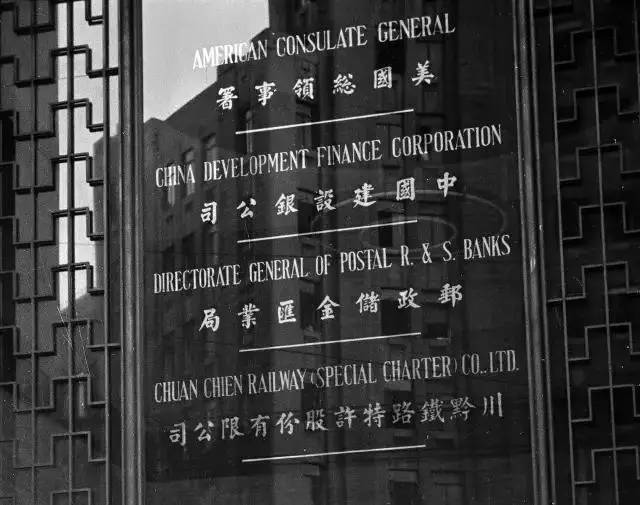 AMERICAN CONSULATE GENERAL
美國總領事署
CHINA DEVELOPMENT FINANCE CORPORATION
中國建設銀公司
DIRECTORATE GENERAL OF POSTAL R. & S. BANKS
郵政儲金匯業局
CHUAN CHIEN RAILWAY (SPECIAL CHARTER) CO., LTD.
川黔鐵路特許股份有限公司